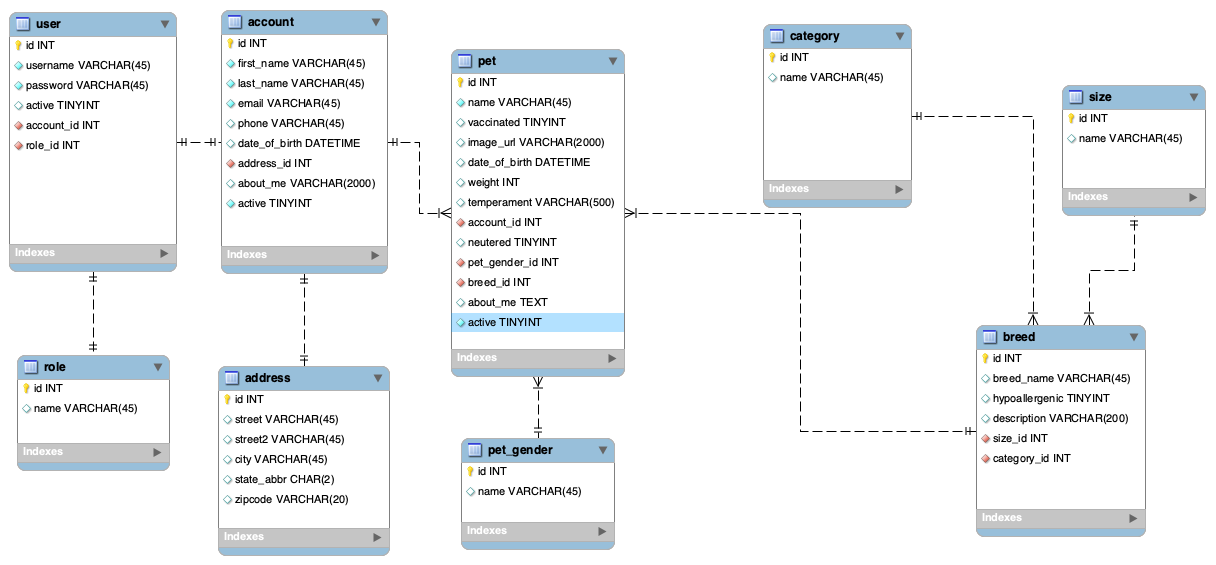 user
id INT
username VARCHAR(45)
password VARCHAR(45)
active TINYINT
account_id INT
role_id INT
Indexes
account
id INT
first_name VARCHAR(45)
last_name VARCHAR(45)
email VARCHAR(45)
phone VARCHAR(45)
date_of_birth DATETIME
address_id INT
about_me VARCHAR(2000)
active TINYINT
Indexes
pet
id INT
name VARCHAR(45)
vaccinated TINYINT
image_url VARCHAR(2000)
date_of_birth DATETIME
weight INT
temperament VARCHAR(500)
account_id INT
neutered TINYINT
pet_gender_id INT
breed_id INT
about_me TEXT
active TINYINT
Indexes
category
id INT
name VARCHAR(45)
Indexes
size
id INT
name VARCHAR(45)
Indexes
role
id INT
name VARCHAR(45)
Indexes
address
id INT
street VARCHAR(45)
street2 VARCHAR(45)
city VARCHAR(45)
state_abbr CHAR(2)
zipcode VARCHAR(20)
Indexes
pet_gender
id INT
name VARCHAR(45)
Indexes
breed
id INT
breed_name VARCHAR(45)
hypoallergenic TINYINT
description VARCHAR(200)
size_id INT
category_id INT
Indexes